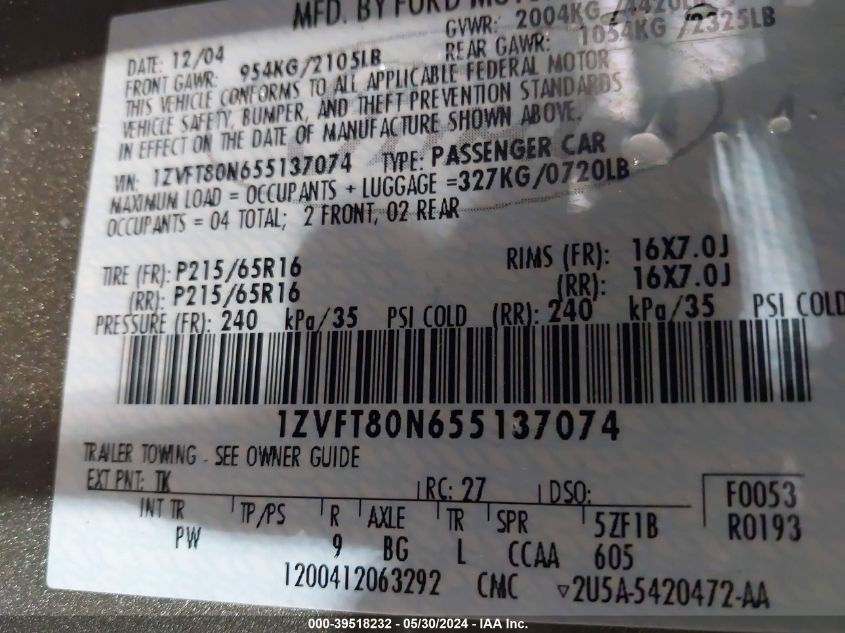 MFD. BY FORD MOTOR
DATE: 12/04 GVWR: 2004KG /4420LB
FRONT GAWR: 954KG/2105LB REAR GAWR: 1054KG /2325LB
THIS VEHICLE CONFORMS TO ALL APPLICABLE FEDERAL MOTOR
VEHICLE SAFETY, BUMPER, AND THEFT PREVENTION STANDARDS
IN EFFECT ON THE DATE OF MANUFACTURE SHOWN ABOVE.
VIN: 1ZVFT80N655137074 TYPE: PASSENGER CAR
MAXIMUM LOAD = OCCUPANTS + LUGGAGE =327KG/0720LB
OCCUPANTS = 04 TOTAL; 2 FRONT, 02 REAR
TIRE (FR): P215/65R16 RIMS (FR): 16X7.0J
(RR): P215/65R16 (RR): 16X7.0J
PRESSURE (FR): 240 kPa/35 PSI COLD (RR): 240 kPa/35 PSI COLD
1ZVFT80N655137074
TRAILER TOWING - SEE OWNER GUIDE
EXT PNT: TK RC: 27 DSO: F0053
INT TR TP/PS R AXLE TR SPR 5ZF1B R0193
PW 9 BG L CCAA 605
1200412063292 CMC ▽2U5A-5420472-AA
000-39518232 - 05/30/2024 - IAA Inc.